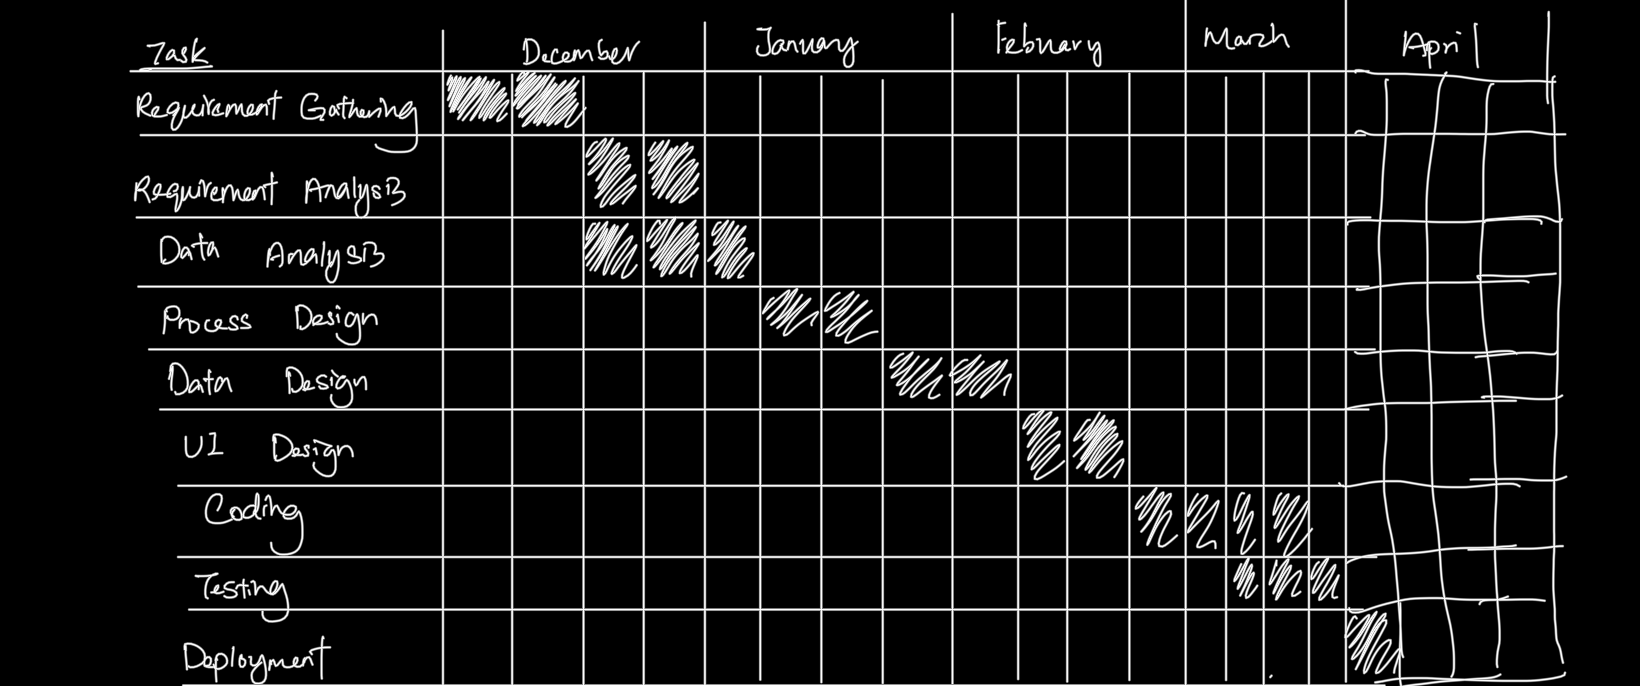 Task December January February March April
Requirement Gathering
Requirement Analysis
Data Analysis
Process Design
Data Design
UI Design
Coding
Testing
Deployment